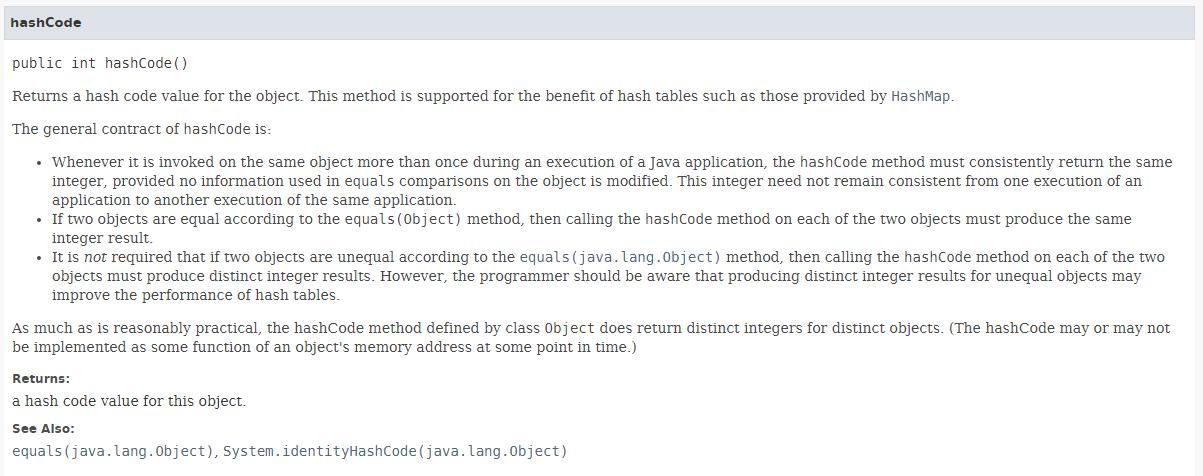 hashCode
public int hashCode()
Returns a hash code value for the object. This method is supported for the benefit of hash tables such as those provided by HashMap.
The general contract of hashCode is:
• Whenever it is invoked on the same object more than once during an execution of a Java application, the hashCode method must consistently return the same
integer, provided no information used in equals comparisons on the object is modified. This integer need not remain consistent from one execution of an
application to another execution of the same application.
• If two objects are equal according to the equals(Object) method, then calling the hashCode method on each of the two objects must produce the same
integer result.
• It is not required that if two objects are unequal according to the equals(java.lang.Object) method, then calling the hashCode method on each of the two
objects must produce distinct integer results. However, the programmer should be aware that producing distinct integer results for unequal objects may
improve the performance of hash tables.
As much as is reasonably practical, the hashCode method defined by class Object does return distinct integers for distinct objects. (The hashCode may or may not
be implemented as some function of an object's memory address at some point in time.)
Returns:
a hash code value for this object.
See Also:
equals(java.lang.Object), System.identityHashCode(java.lang.Object)